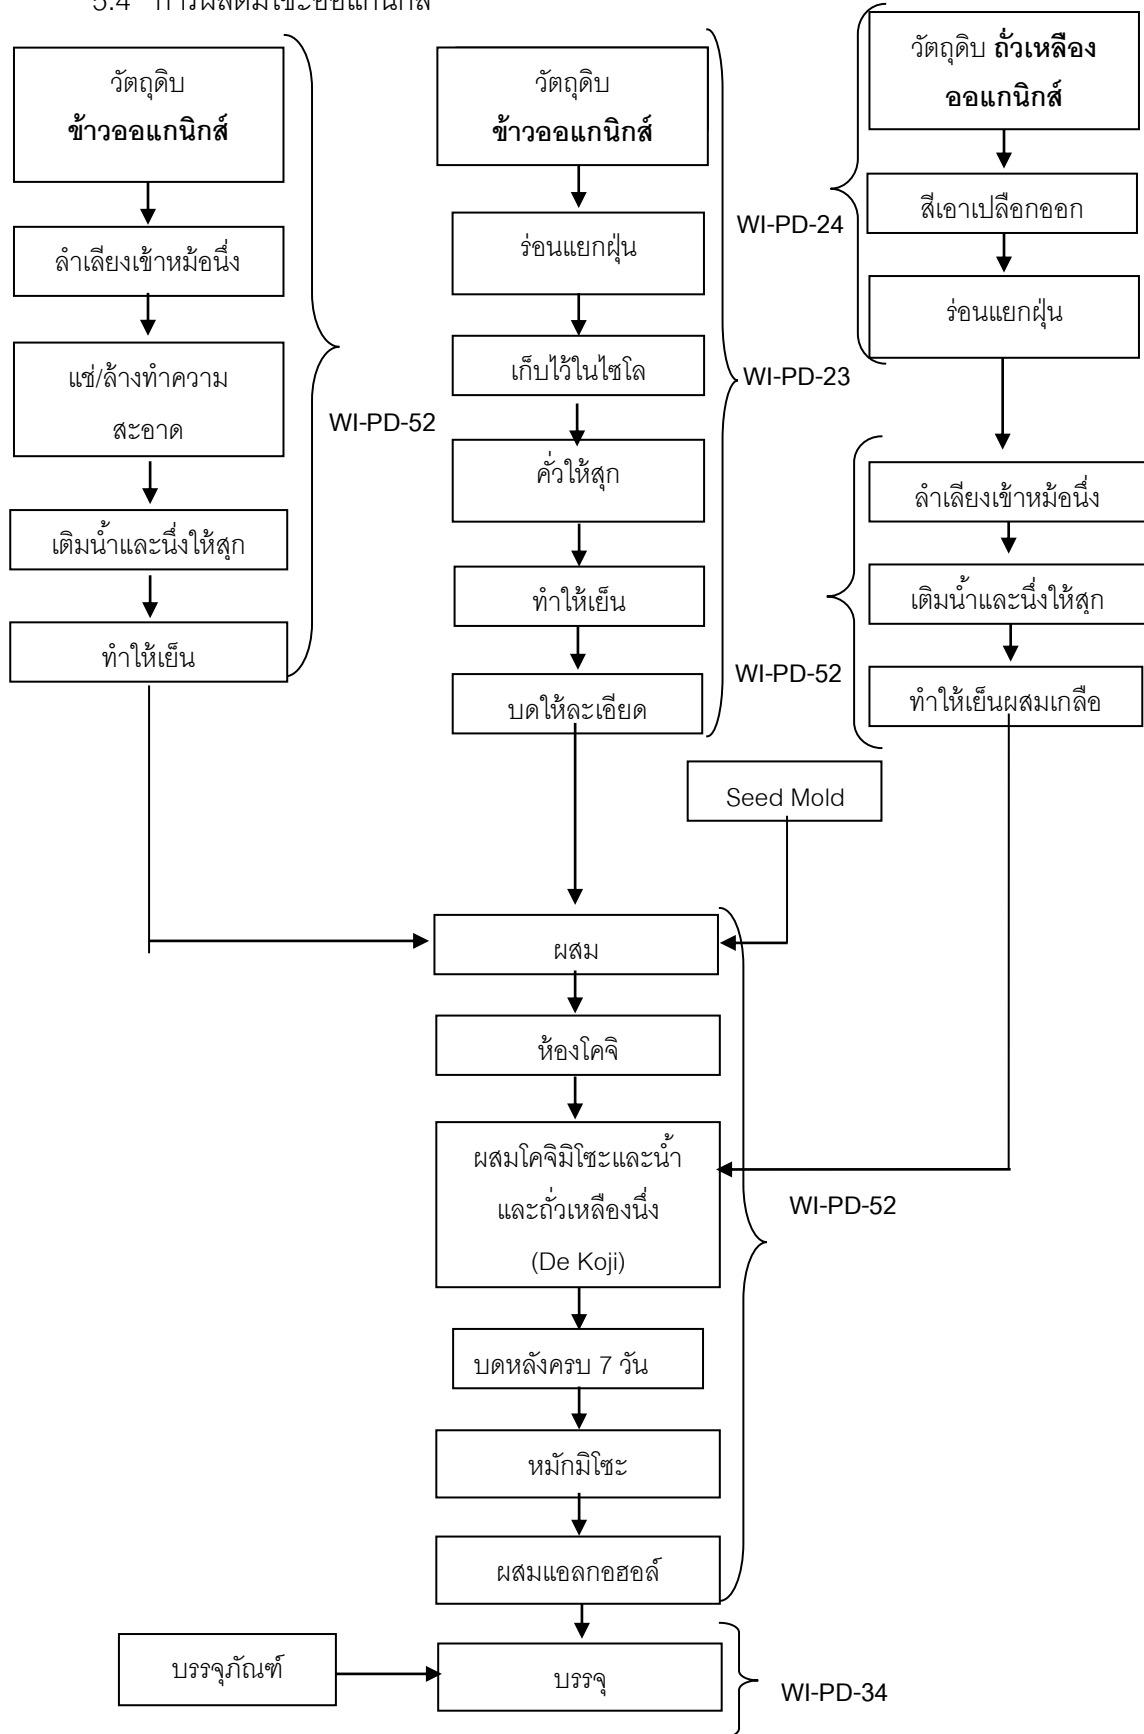 5.4 การผลิตมิโซะออแกนิกส์
วัตถุดิบ
ข้าวออแกนิกส์
ลำเลียงเข้าหม้อนึ่ง
แช่/ล้างทำความ
สะอาด
เติมน้ำและนึ่งให้สุก
ทำให้เย็น
WI-PD-52
วัตถุดิบ
ข้าวออแกนิกส์
ร่อนแยกฝุ่น
เก็บไว้ในไซโล
คั่วให้สุก
ทำให้เย็น
บดให้ละเอียด
WI-PD-23
วัตถุดิบ ถั่วเหลือง
ออแกนิกส์
สีเอาเปลือกออก
ร่อนแยกฝุ่น
WI-PD-24
ลำเลียงเข้าหม้อนึ่ง
เติมน้ำและนึ่งให้สุก
ทำให้เย็นผสมเกลือ
WI-PD-52
Seed Mold
ผสม
ห้องโคจิ
ผสมโคจิมิโซะและน้ำ
และถั่วเหลืองนึ่ง
(De Koji)
บดหลังครบ 7 วัน
หมักมิโซะ
ผสมแอลกอฮอล์
WI-PD-52
บรรจุภัณฑ์
บรรจุ
WI-PD-34